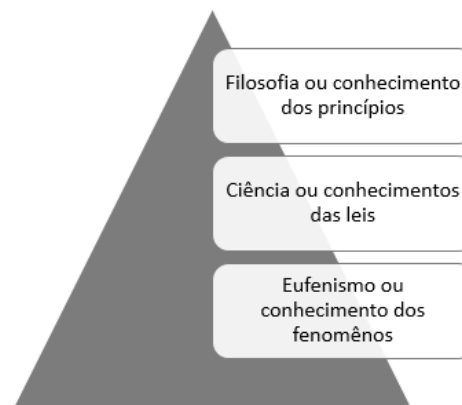 Filosofia ou conhecimento
dos princípios
Ciência ou conhecimentos
das leis
Eufenismo ou
conhecimento dos
fenomênos